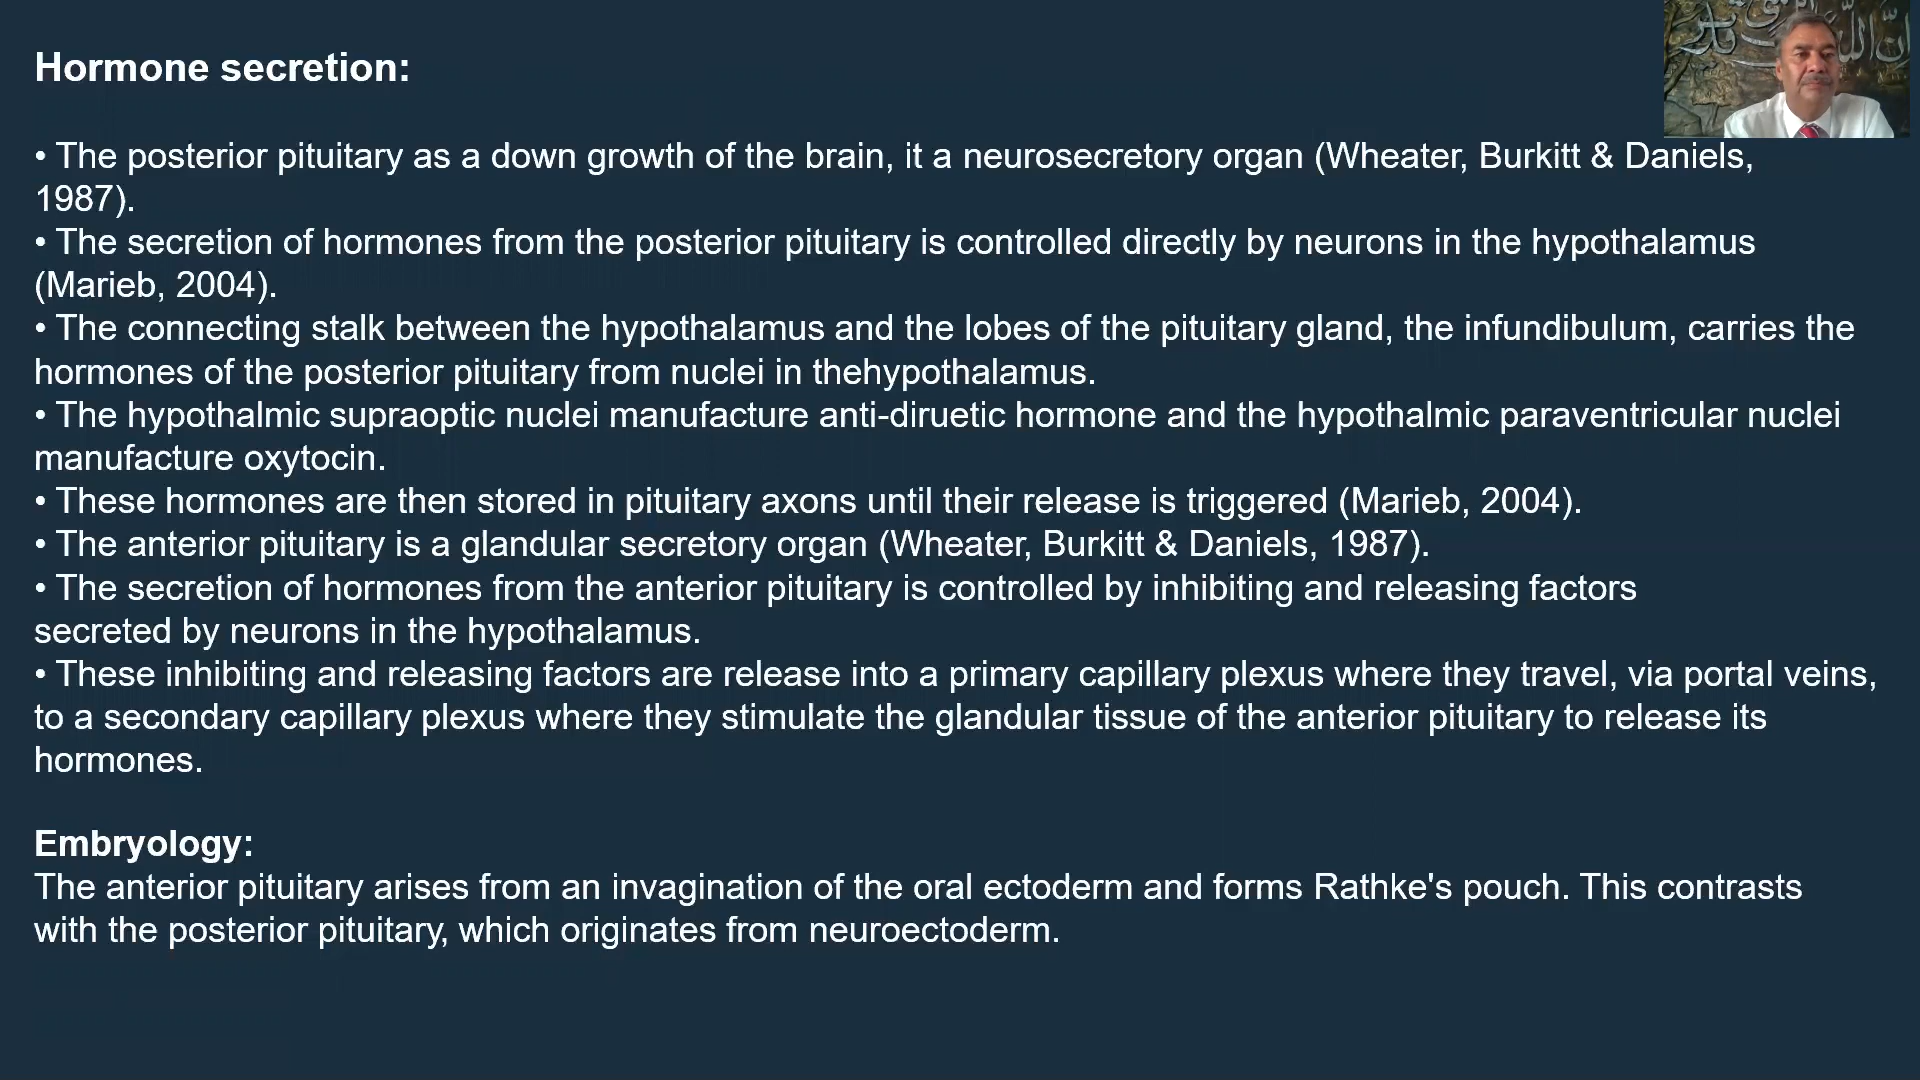 Hormone secretion:
• The posterior pituitary as a down growth of the brain, it a neurosecretory organ (Wheater, Burkitt & Daniels,
1987).
• The secretion of hormones from the posterior pituitary is controlled directly by neurons in the hypothalamus
(Marieb, 2004).
• The connecting stalk between the hypothalamus and the lobes of the pituitary gland, the infundibulum, carries the
hormones of the posterior pituitary from nuclei in thehypothalamus.
• The hypothalmic supraoptic nuclei manufacture anti-diruetic hormone and the hypothalmic paraventricular nuclei
manufacture oxytocin.
• These hormones are then stored in pituitary axons until their release is triggered (Marieb, 2004).
• The anterior pituitary is a glandular secretory organ (Wheater, Burkitt & Daniels, 1987).
• The secretion of hormones from the anterior pituitary is controlled by inhibiting and releasing factors
secreted by neurons in the hypothalamus.
• These inhibiting and releasing factors are release into a primary capillary plexus where they travel, via portal veins,
to a secondary capillary plexus where they stimulate the glandular tissue of the anterior pituitary to release its
hormones.
Embryology:
The anterior pituitary arises from an invagination of the oral ectoderm and forms Rathke's pouch. This contrasts
with the posterior pituitary, which originates from neuroectoderm.